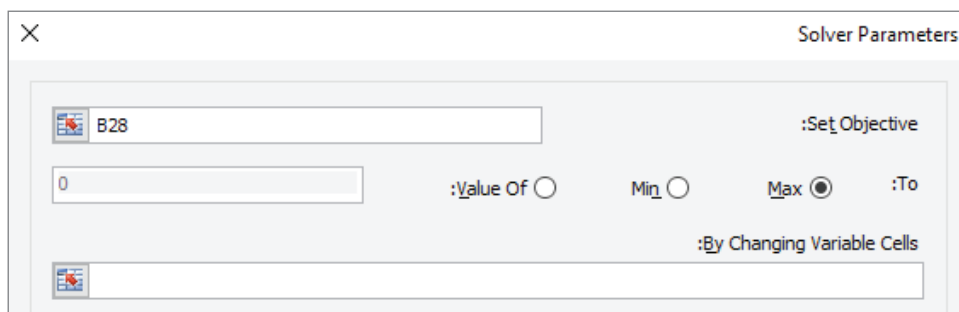 Solver Parameters
Set Objective: B28
To: Max Min Value Of: 0
By Changing Variable Cells: